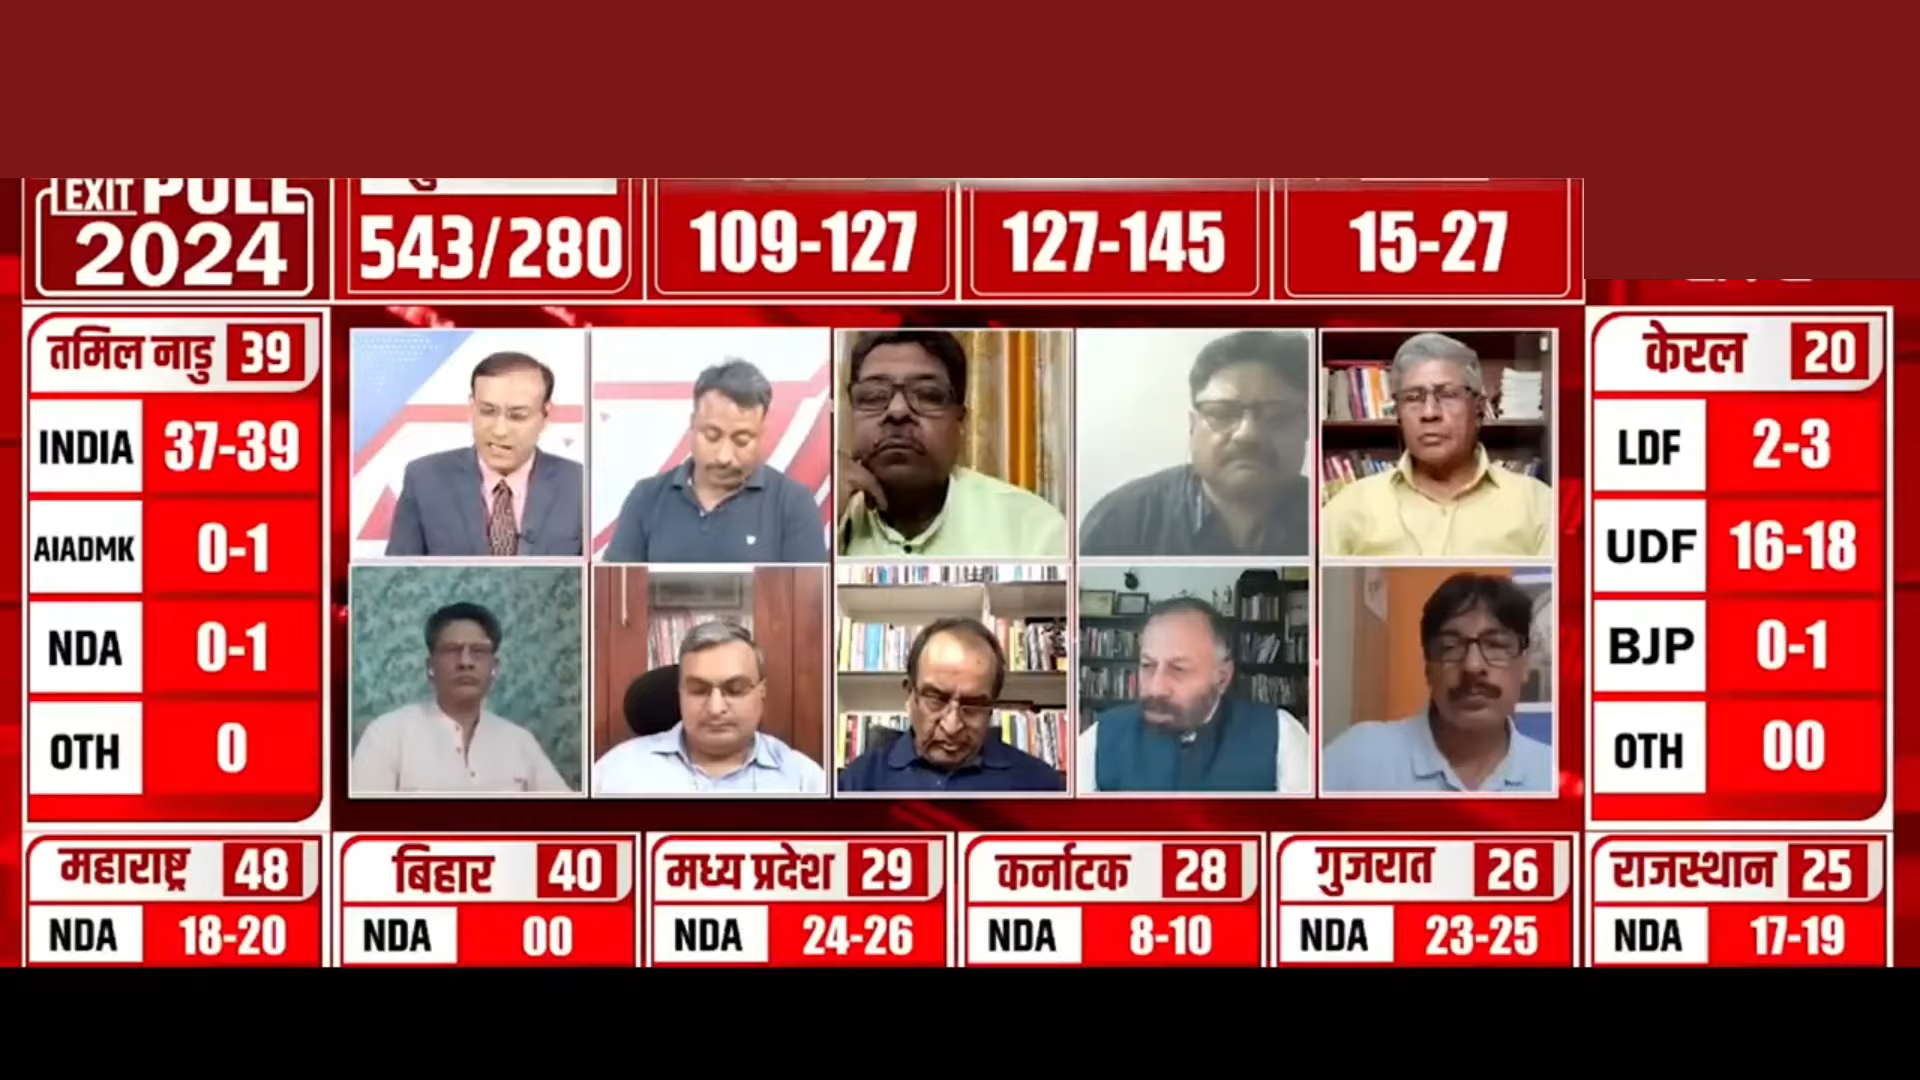 EXIT POLL
2024
543/280
109-127
127-145
15-27
तमिल नाडु 39
INDIA 37-39
AIADMK 0-1
NDA 0-1
OTH 0
केरल 20
LDF 2-3
UDF 16-18
BJP 0-1
OTH 00
महाराष्ट्र 48
NDA 18-20
बिहार 40
NDA 00
मध्य प्रदेश 29
NDA 24-26
कर्नाटक 28
NDA 8-10
गुजरात 26
NDA 23-25
राजस्थान 25
NDA 17-19